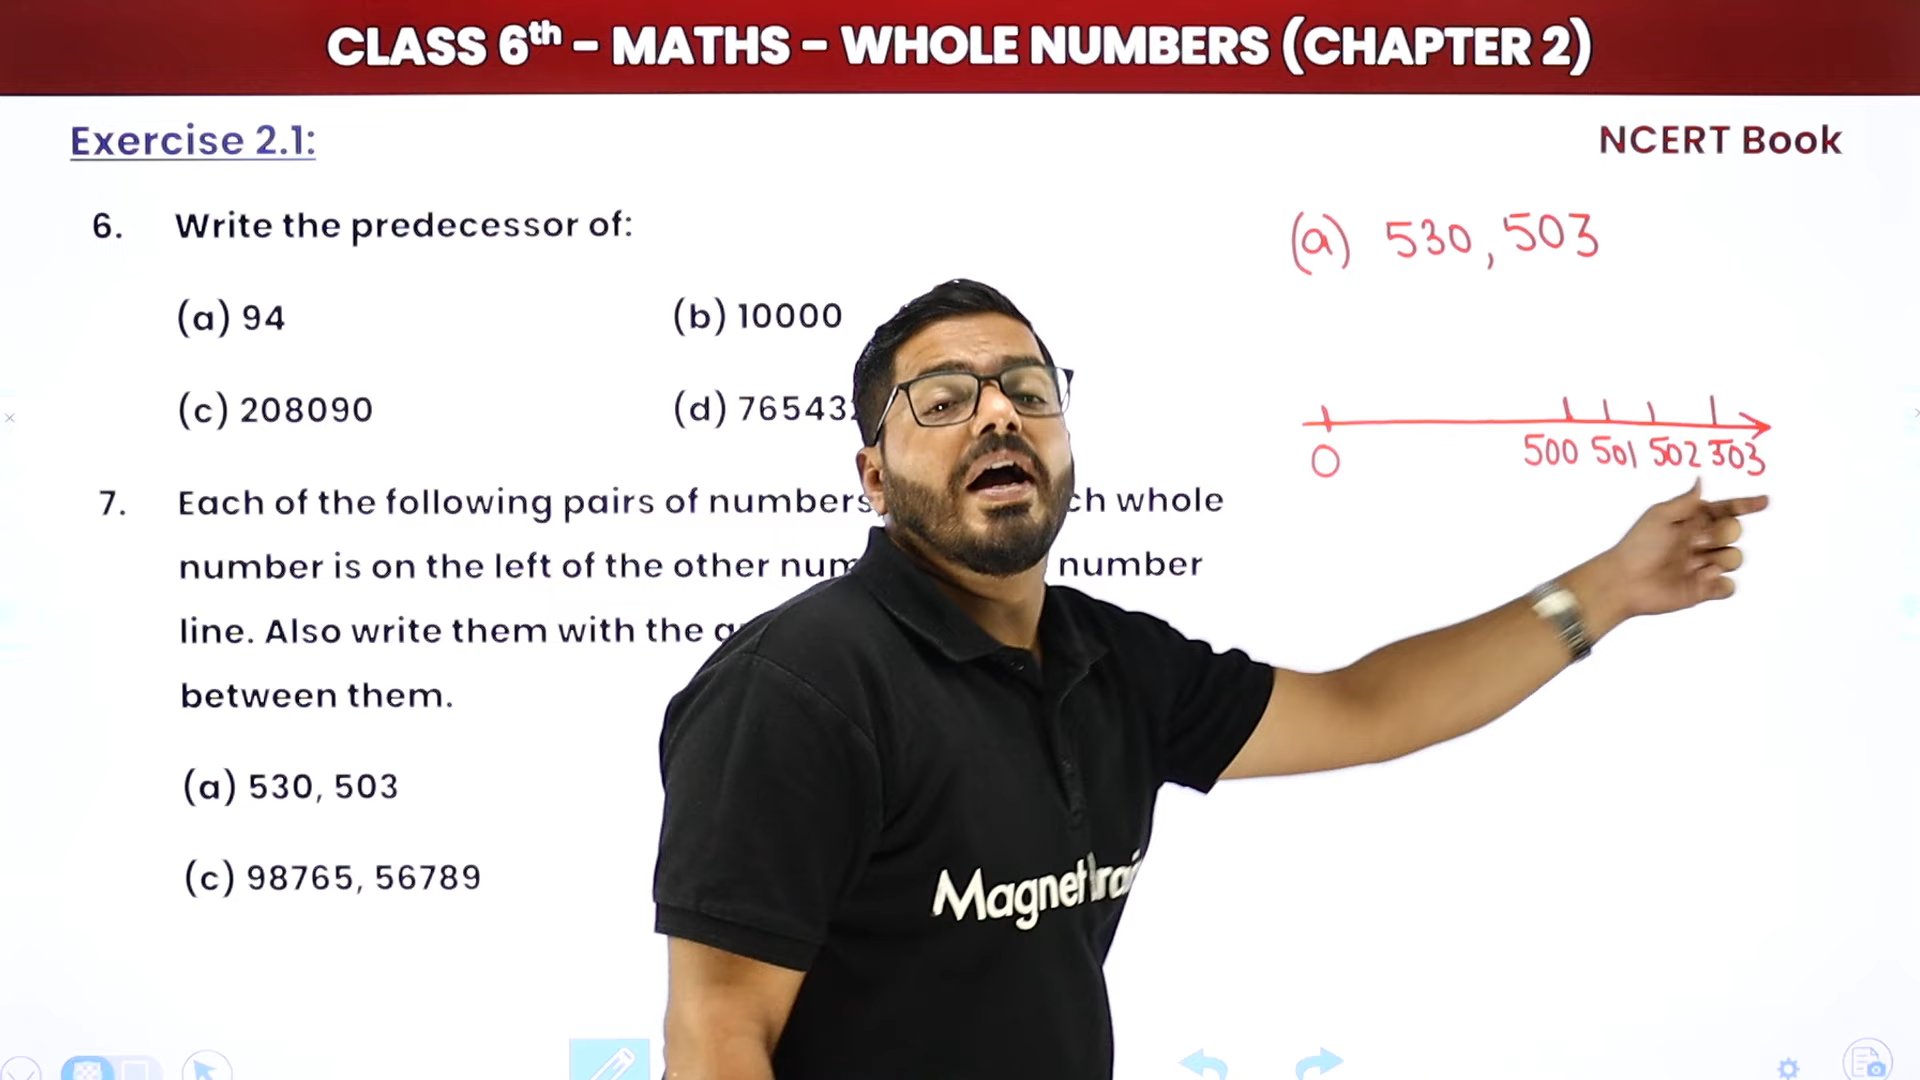 CLASS 6th - MATHS - WHOLE NUMBERS (CHAPTER 2)
Exercise 2.1:
NCERT Book
6. Write the predecessor of:
(a) 94
(b) 10000
(c) 208090
(d) 76543
7. Each of the following pairs of numbers whole
number is on the left of the other number
line. Also write them with the
between them.
(a) 530, 503
(c) 98765, 56789
(a) 530, 503
0 500 501 502 503
Magnet